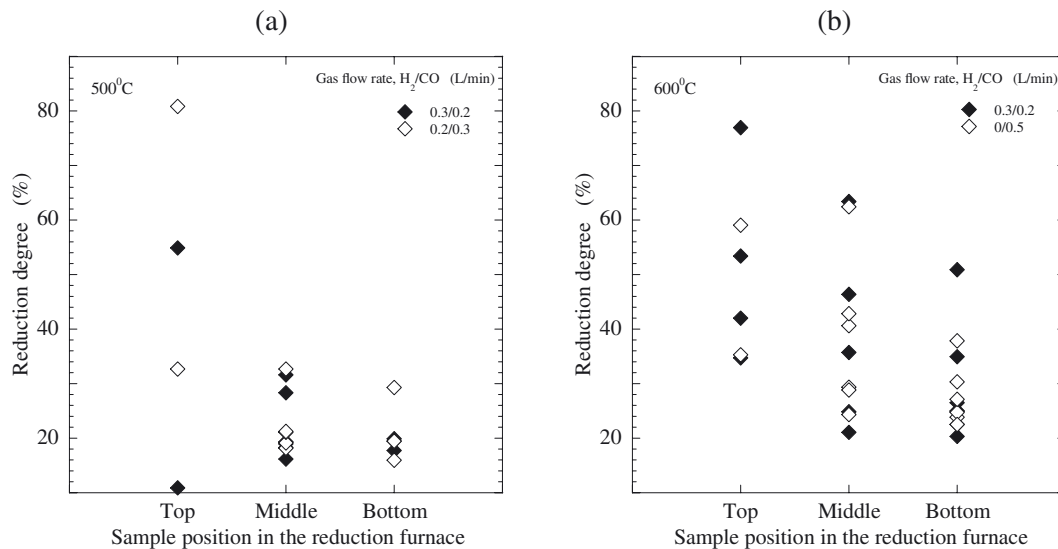 (a)
500⁰C
Gas flow rate, H₂/CO (L/min)
0.3/0.2
0.2/0.3
80
60
40
20
Reduction degree (%)
Top Middle Bottom
Sample position in the reduction furnace
(b)
600⁰C
Gas flow rate, H₂/CO (L/min)
0.3/0.2
0/0.5
80
60
40
20
Reduction degree (%)
Top Middle Bottom
Sample position in the reduction furnace